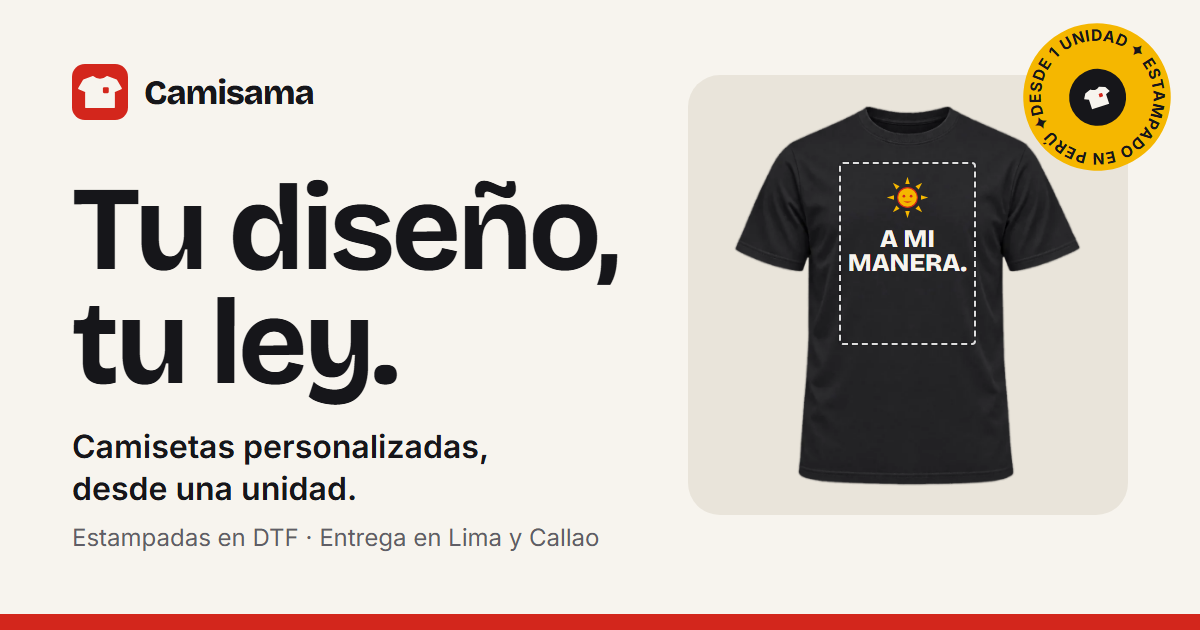 Camisama
Tu diseño,
tu ley.
Camisetas personalizadas,
desde una unidad.
Estampadas en DTF · Entrega en Lima y Callao
A MI
MANERA.
DESDE 1 UNIDAD ✦ ESTAMPADO EN PERÚ ✦